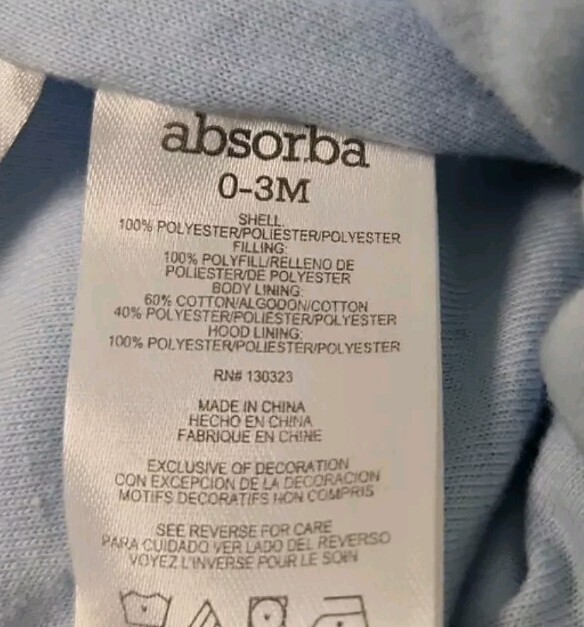 absorba
0-3M
SHELL:
100% POLYESTER/POLIESTER/POLYESTER
FILLING:
100% POLYFILL/RELLENO DE
POLIESTER/DE POLYESTER
BODY LINING:
60% COTTON/ALGODON/COTTON
40% POLYESTER/POLIESTER/POLYESTER
HOOD LINING:
100% POLYESTER/POLIESTER/POLYESTER
RN# 130323
MADE IN CHINA
HECHO EN CHINA
FABRIQUE EN CHINE
EXCLUSIVE OF DECORATION
CON EXCEPCION DE LA DECORACION
MOTIFS DECORATIFS NON COMPRIS
SEE REVERSE FOR CARE
PARA CUIDADO VER LADO DEL REVERSO
VOYEZ L'INVERSE POUR LE SOIN